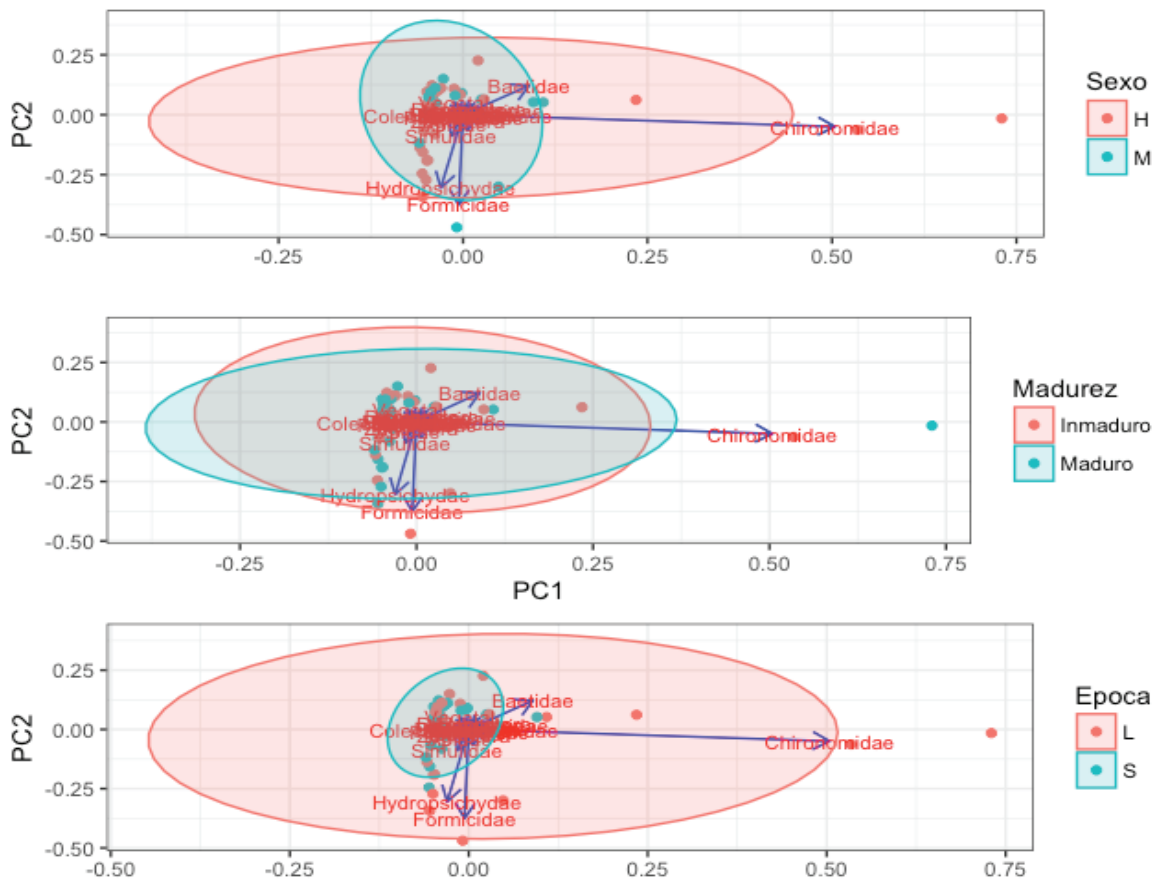 0.25
0.00
-0.25
-0.50
PC2
Baetidae
Cole
Simuliidae
Chironomidae
Hydropsichydae
Formicidae
-0.25 0.00 0.25 0.50 0.75
Sexo
H
M
0.25
0.00
-0.25
-0.50
PC2
Baetidae
Cole
Simuliidae
Chironomidae
Hydropsichydae
Formicidae
-0.25 0.00 0.25 0.50 0.75
PC1
Madurez
Inmaduro
Maduro
0.25
0.00
-0.25
-0.50
PC2
Baetidae
Cole
Simuliidae
Chironomidae
Hydropsichydae
Formicidae
-0.50 -0.25 0.00 0.25 0.50 0.75
Epoca
L
S